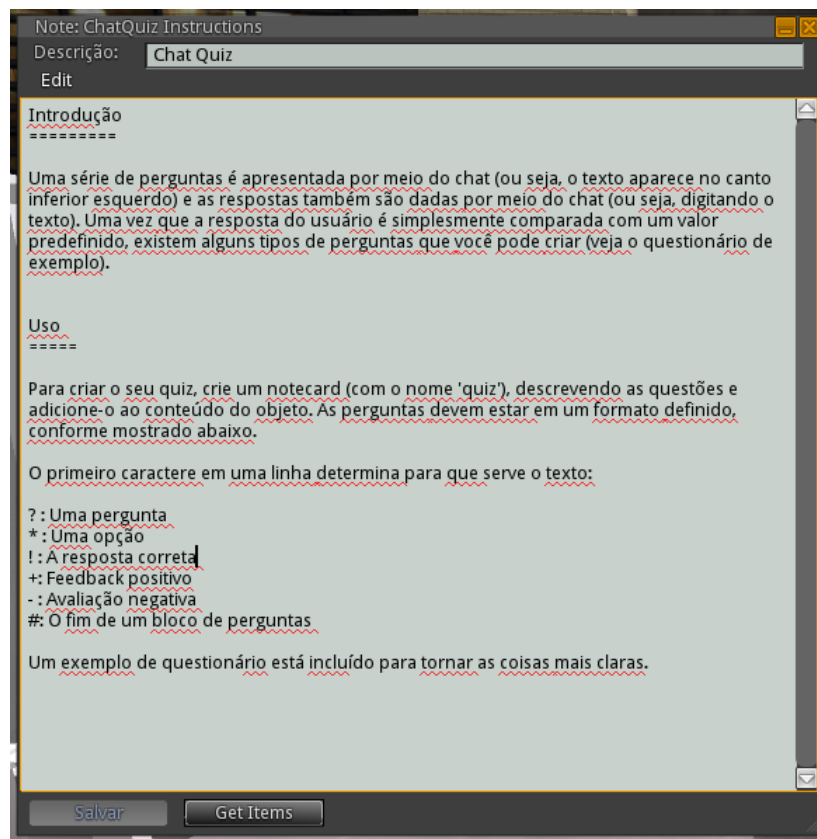 Note: ChatQuiz Instructions
Descrição: Chat Quiz
Edit
Introdução
=========
Uma série de perguntas é apresentada por meio do chat (ou seja, o texto aparece no canto
inferior esquerdo) e as respostas também são dadas por meio do chat (ou seja, digitando o
texto). Uma vez que a resposta do usuário é simplesmente comparada com um valor
predefinido, existem alguns tipos de perguntas que você pode criar (veja o questionário de
exemplo).
Uso
=====
Para criar o seu quiz, crie um notecard (com o nome 'quiz'), descrevendo as questões e
adicione-o ao conteúdo do objeto. As perguntas devem estar em um formato definido,
conforme mostrado abaixo.
O primeiro caractere em uma linha determina para que serve o texto:
? : Uma pergunta
* : Uma opção
! : A resposta correta
+: Feedback positivo
- : Avaliação negativa
#: O fim de um bloco de perguntas
Um exemplo de questionário está incluído para tornar as coisas mais claras.
Salvar
Get Items